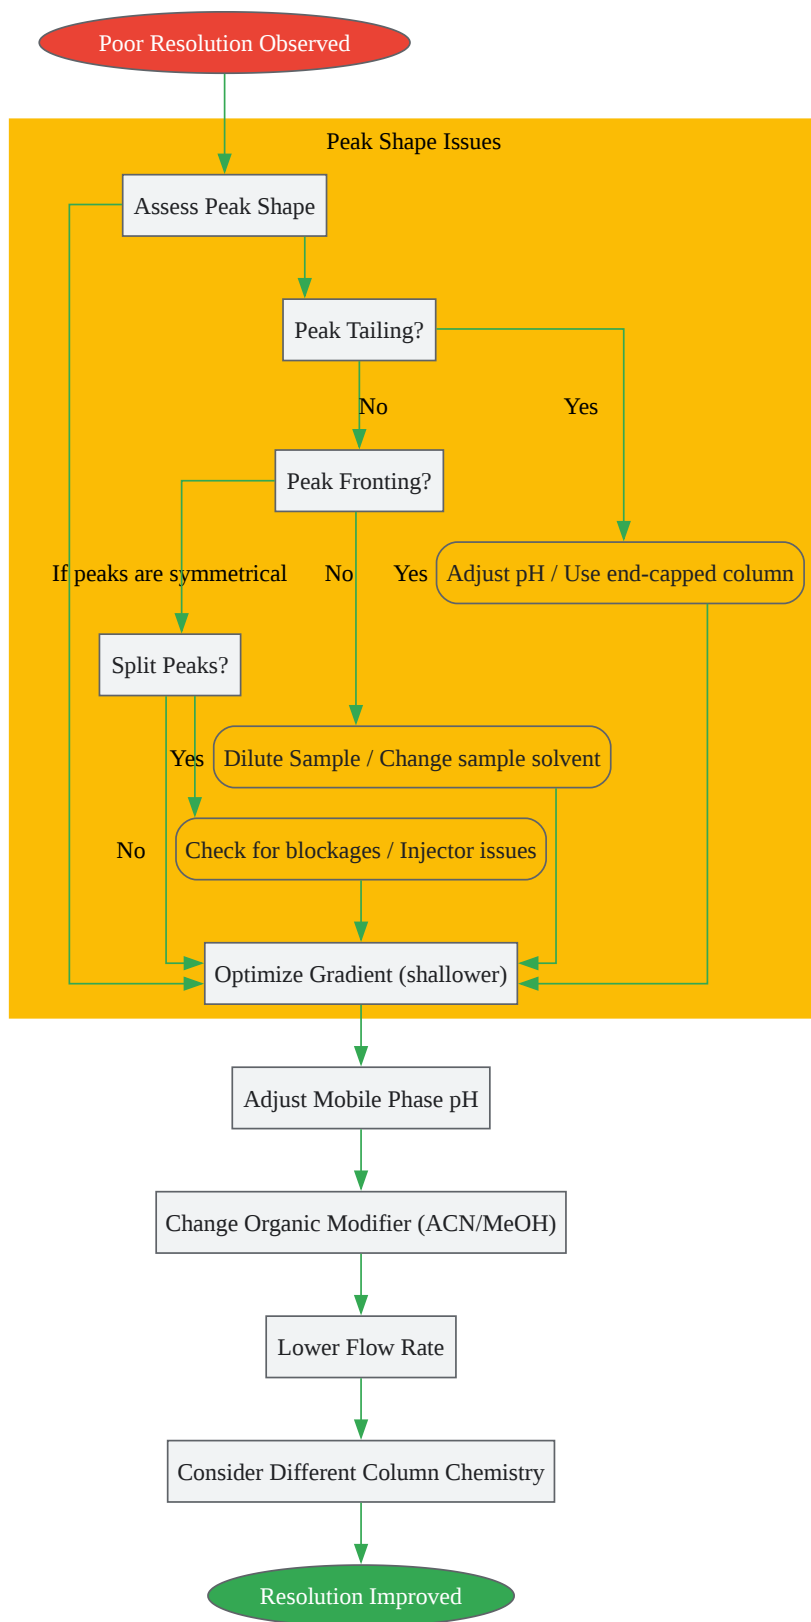 Poor Resolution Observed
Peak Shape Issues
Assess Peak Shape
Peak Tailing?
No
Yes
Peak Fronting?
If peaks are symmetrical
No
Yes
Adjust pH / Use end-capped column
Split Peaks?
Yes
Dilute Sample / Change sample solvent
No
Check for blockages / Injector issues
Optimize Gradient (shallower)
Adjust Mobile Phase pH
Change Organic Modifier (ACN/MeOH)
Lower Flow Rate
Consider Different Column Chemistry
Resolution Improved